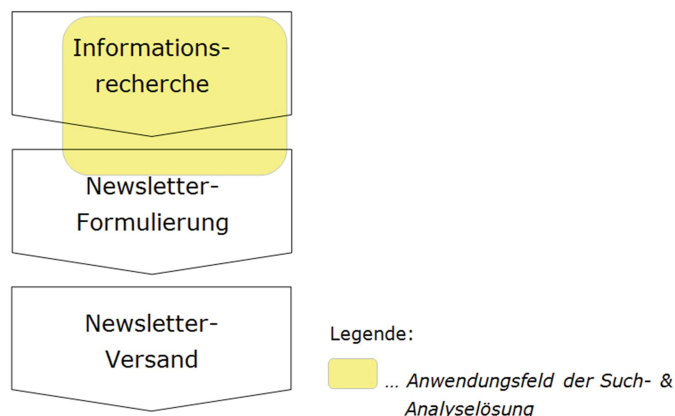 Informations-
recherche
Newsletter-
Formulierung
Newsletter-
Versand
Legende:
... Anwendungsfeld der Such- &
Analyselösung